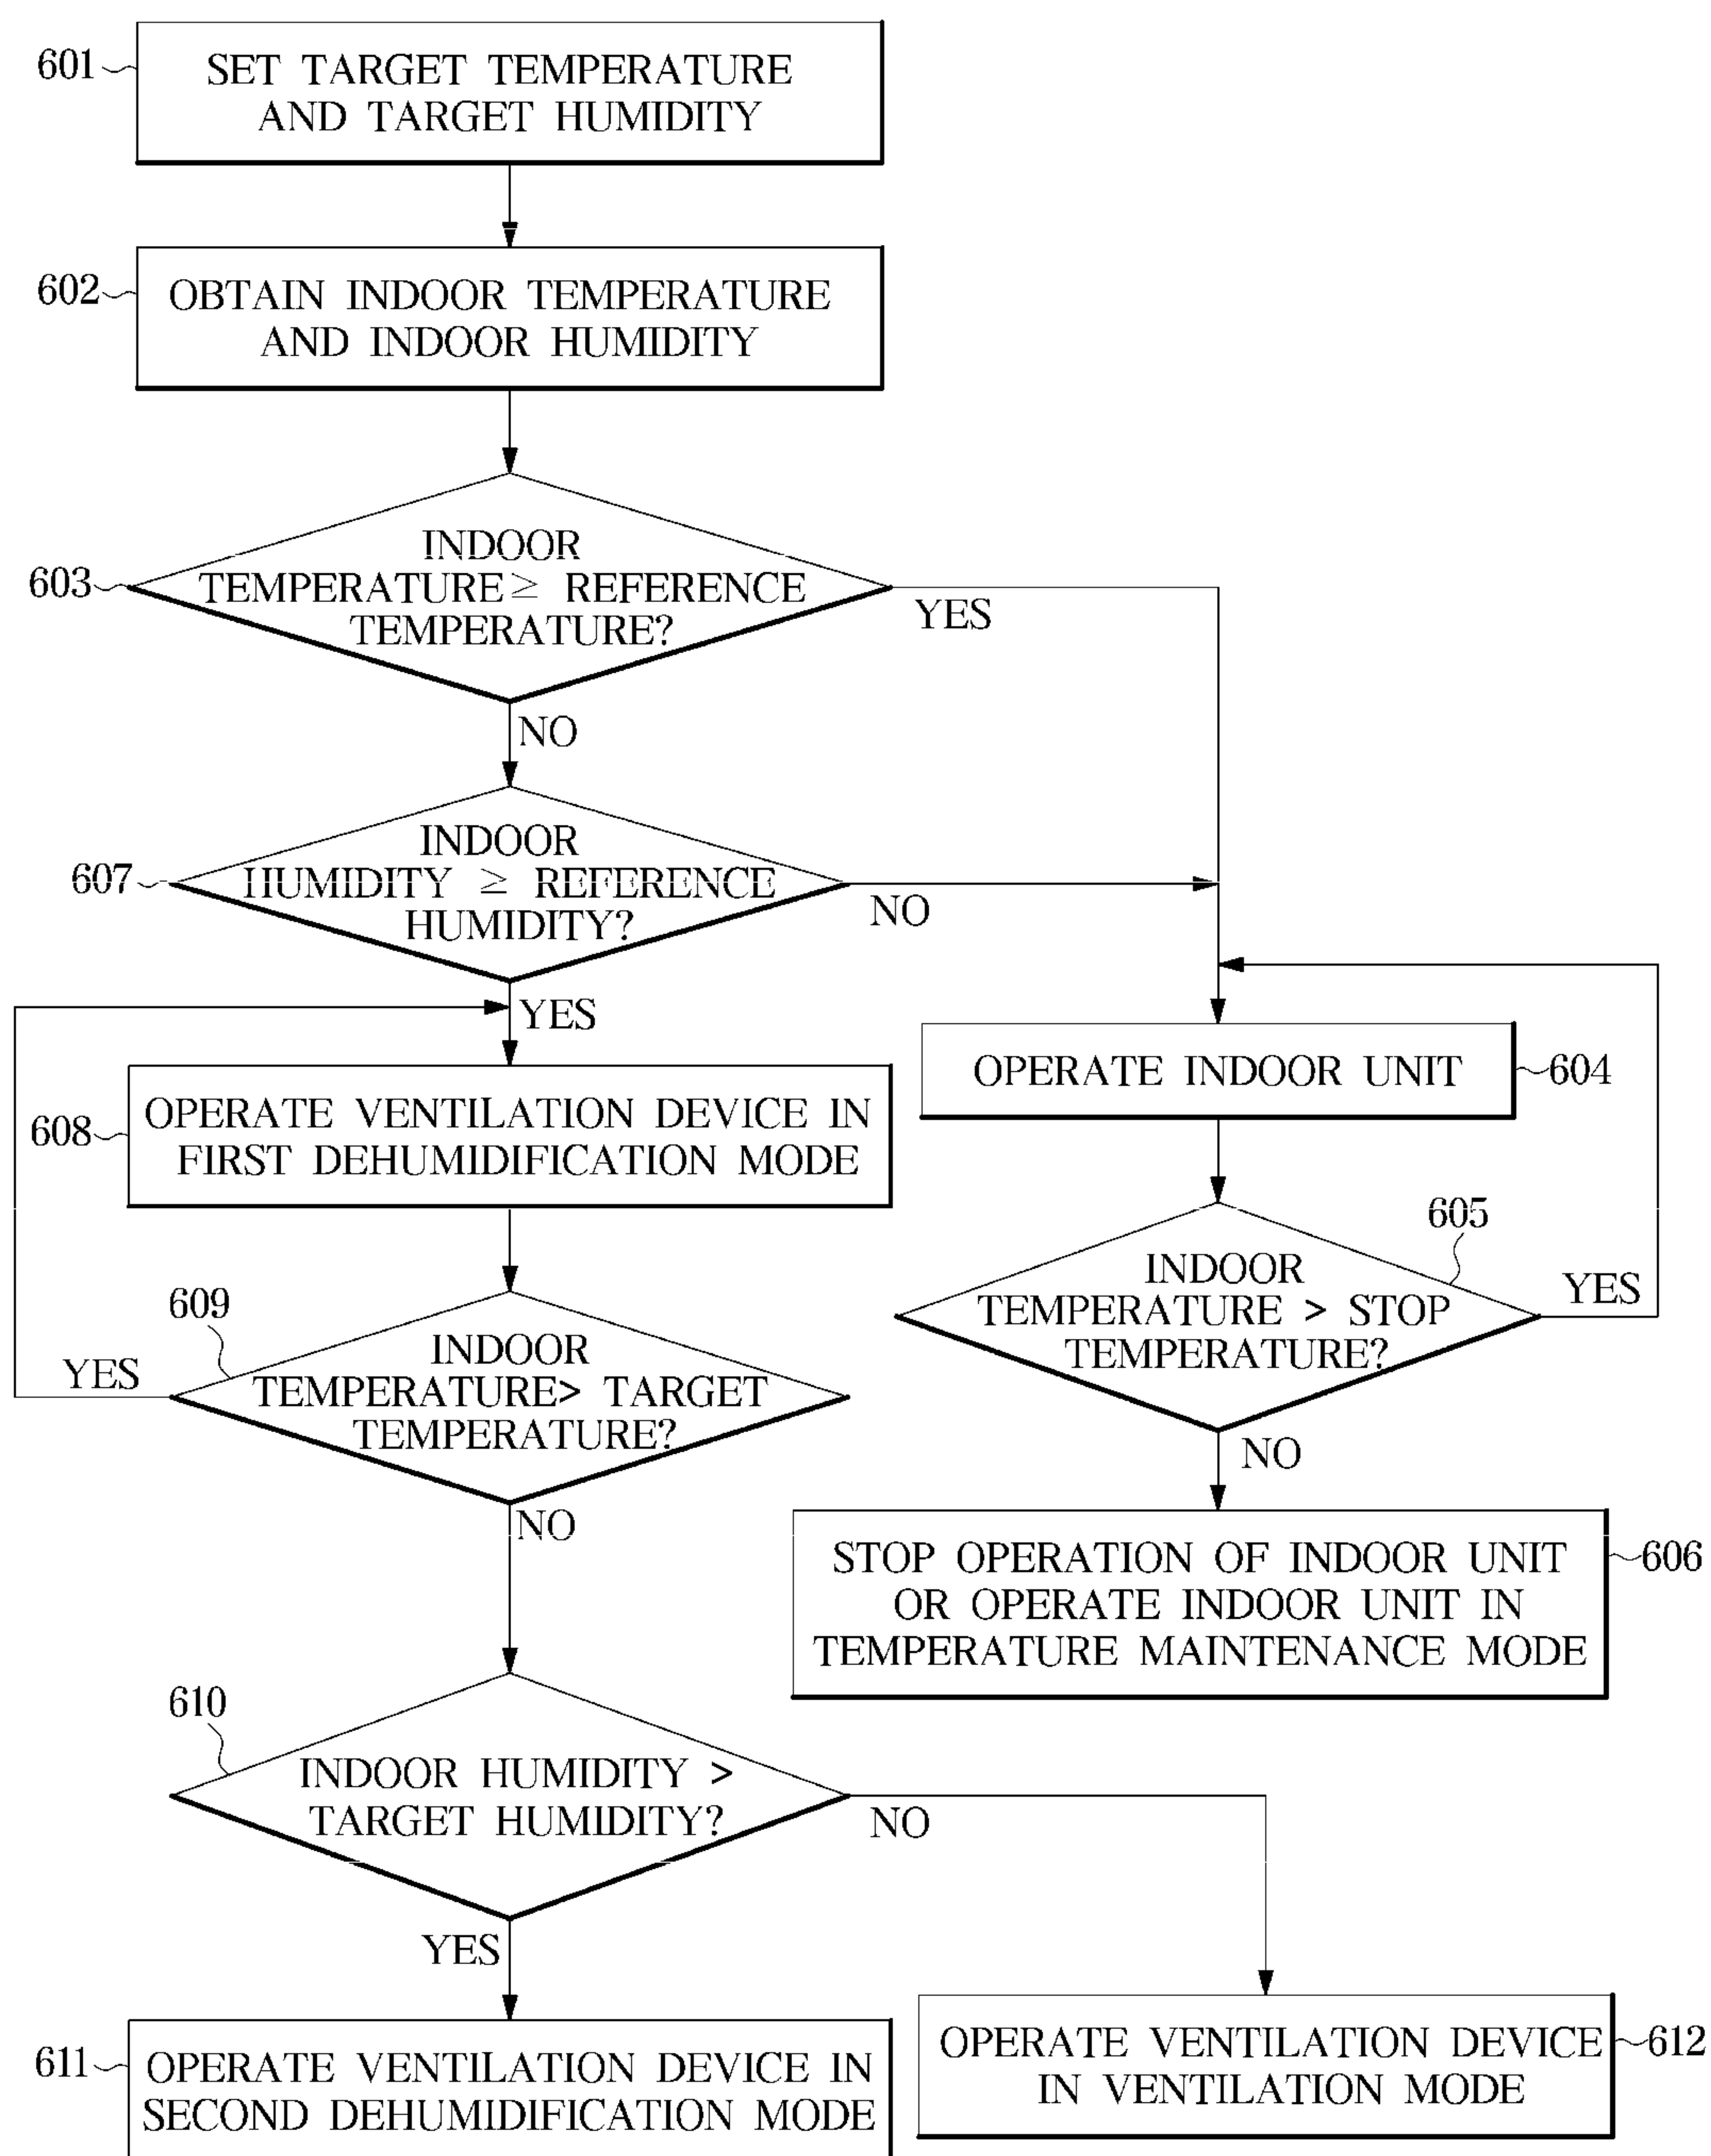 601
SET TARGET TEMPERATURE
AND TARGET HUMIDITY
602
OBTAIN INDOOR TEMPERATURE
AND INDOOR HUMIDITY
603
INDOOR
TEMPERATURE ≥ REFERENCE
TEMPERATURE?
YES
NO
607
INDOOR
HUMIDITY ≥ REFERENCE
HUMIDITY?
NO
YES
608
OPERATE VENTILATION DEVICE IN
FIRST DEHUMIDIFICATION MODE
OPERATE INDOOR UNIT
604
605
INDOOR
TEMPERATURE > STOP
TEMPERATURE?
YES
NO
609
INDOOR
TEMPERATURE> TARGET
TEMPERATURE?
YES
NO
STOP OPERATION OF INDOOR UNIT
OR OPERATE INDOOR UNIT IN
TEMPERATURE MAINTENANCE MODE
606
610
INDOOR HUMIDITY >
TARGET HUMIDITY?
NO
YES
611
OPERATE VENTILATION DEVICE IN
SECOND DEHUMIDIFICATION MODE
OPERATE VENTILATION DEVICE
IN VENTILATION MODE
612